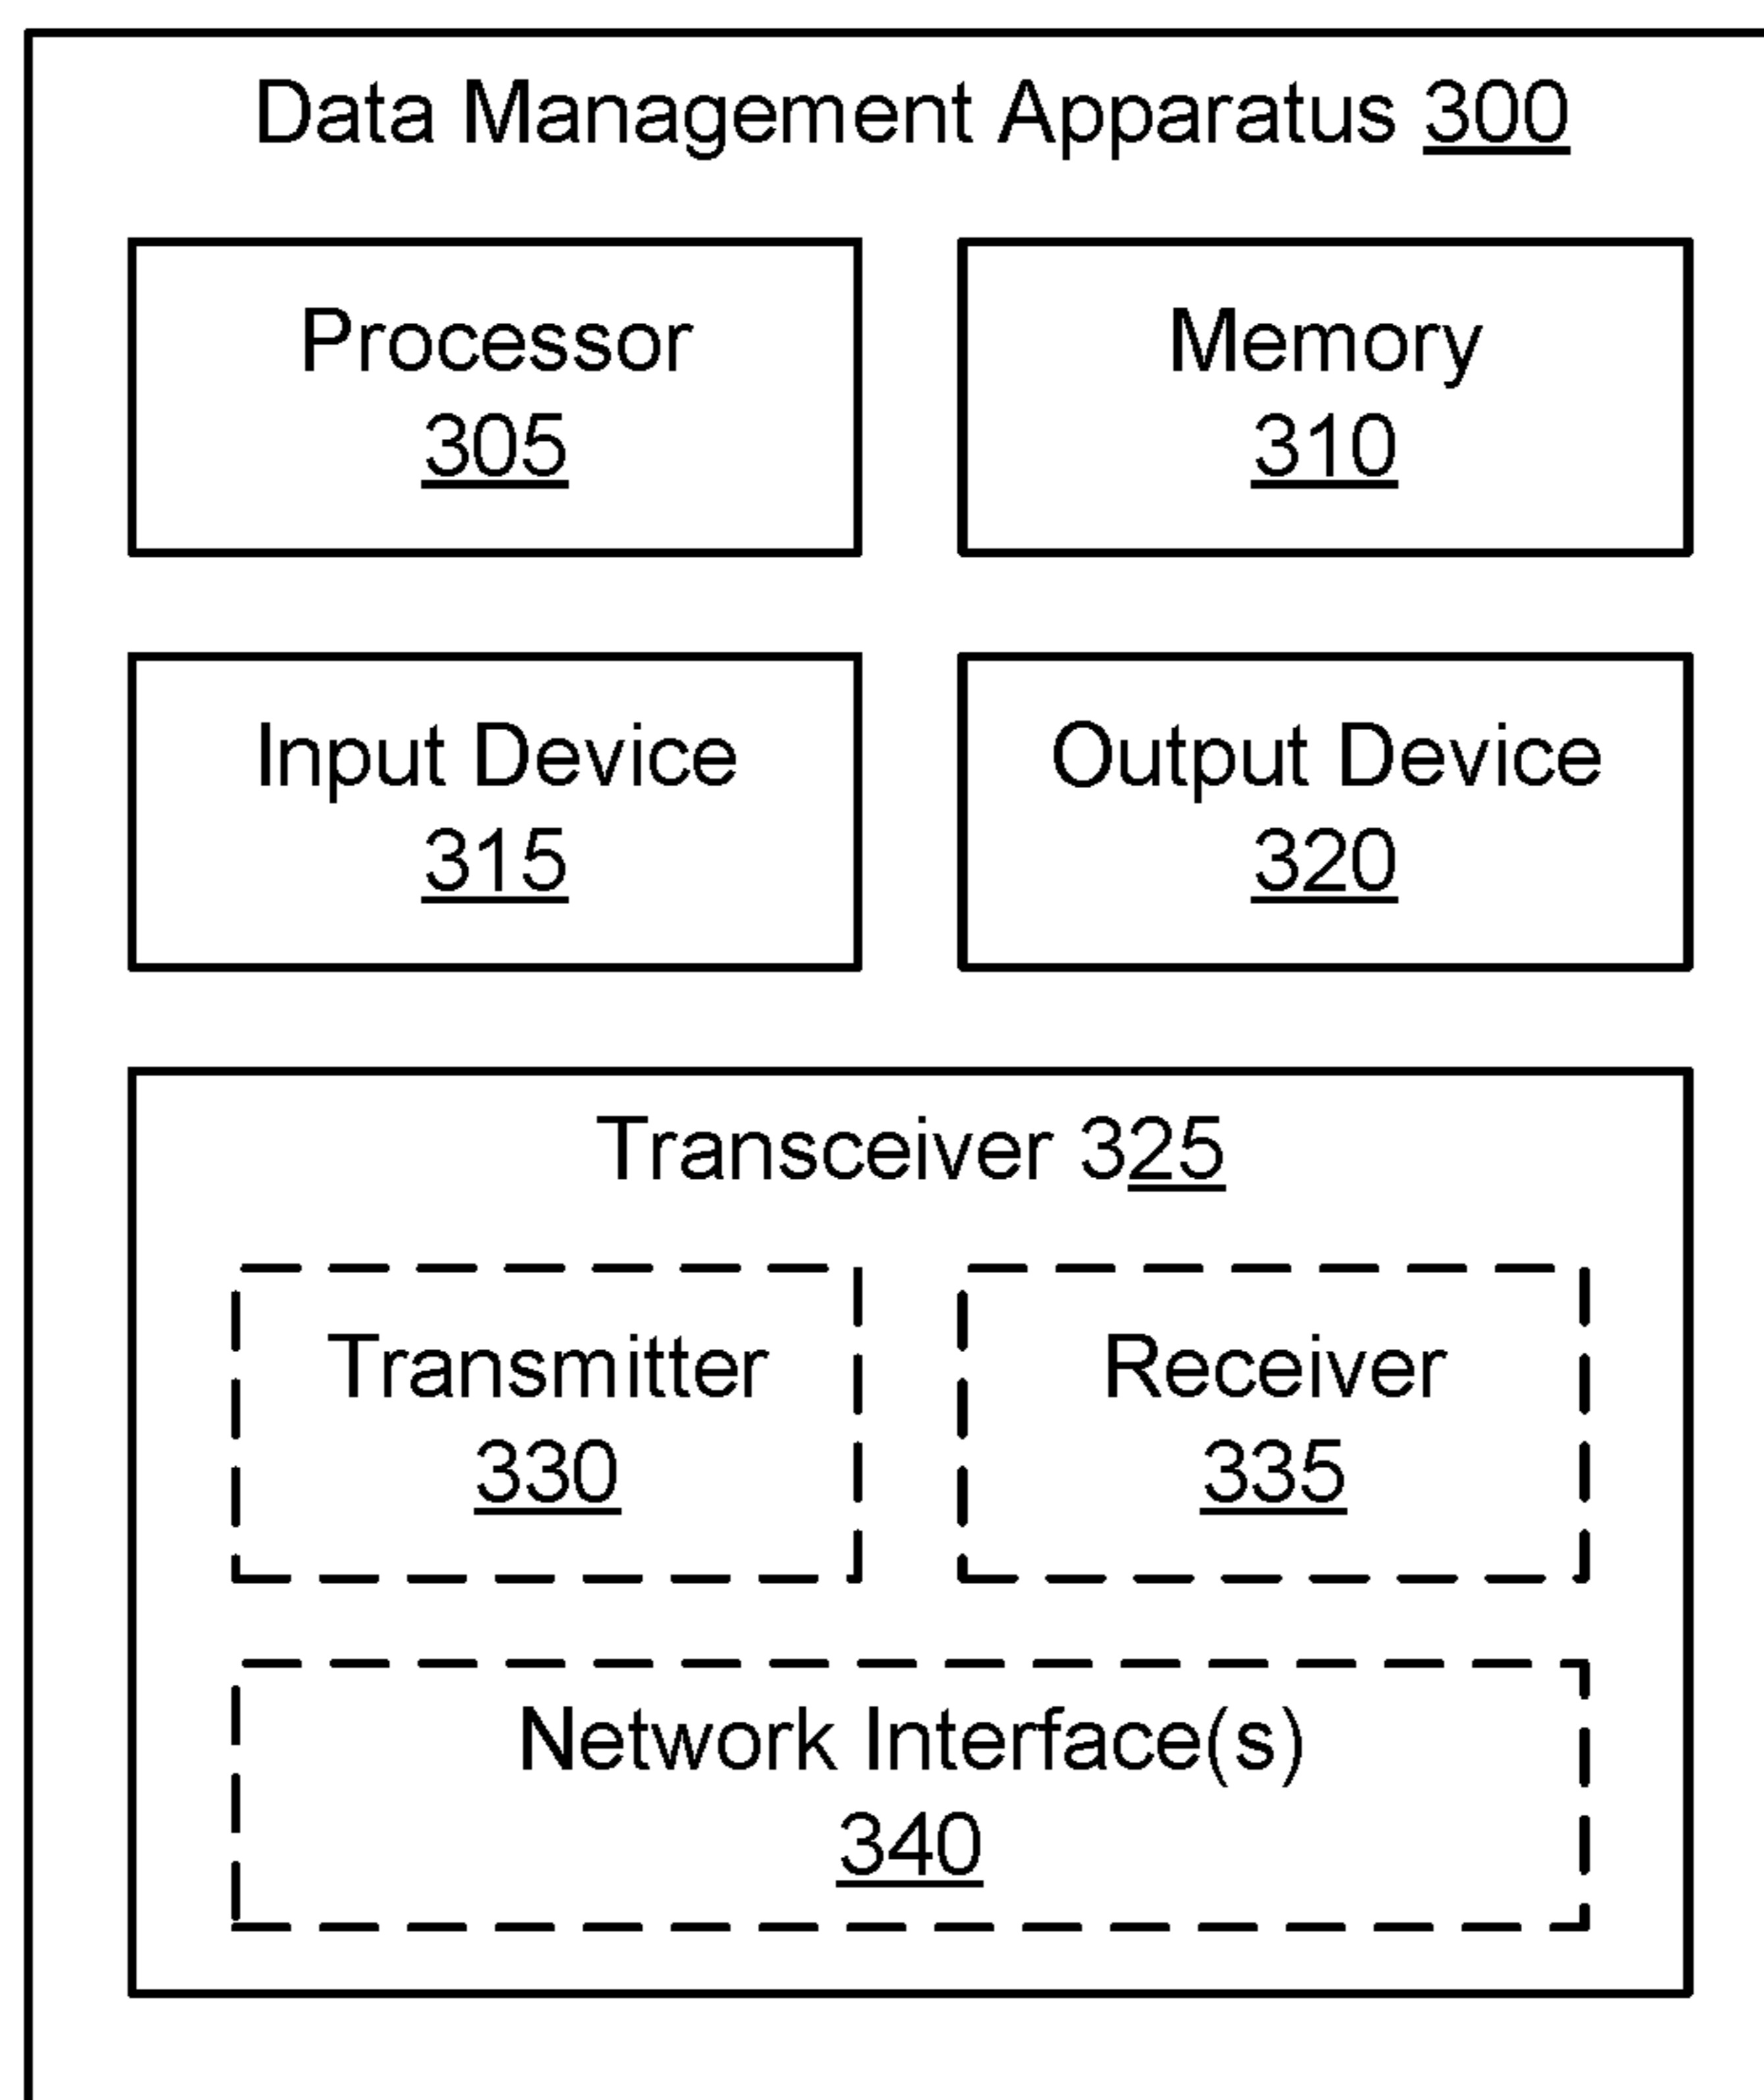 Data Management Apparatus 300
Processor
305
Memory
310
Input Device
315
Output Device
320
Transceiver 325
Transmitter
330
Receiver
335
Network Interface(s)
340